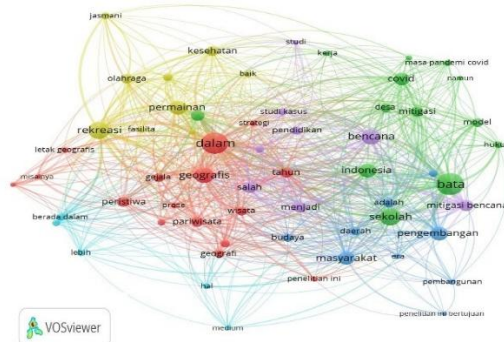 jasmani
studi
kesehatan
kerja
masa pandemi covid
olahraga
baik
covid
namun
permainan
studi kasus
desa
mitigasi
rekreasi
fasilita
strategi
pendidikan
model
dalam
bencana
huku
letak geografis
indonesia
misalnya
gejala
geografis
tahun
bata
salah
peristiwa
adalah
berada dalam
wisata
menjadi
mitigasi bencana
pariwisata
sekolah
budaya
daerah
pengembangan
lebih
geografi
masyarakat
hal
penelitian ini
pembangunan
medium
penelitian ini bertujuan
VOSviewer